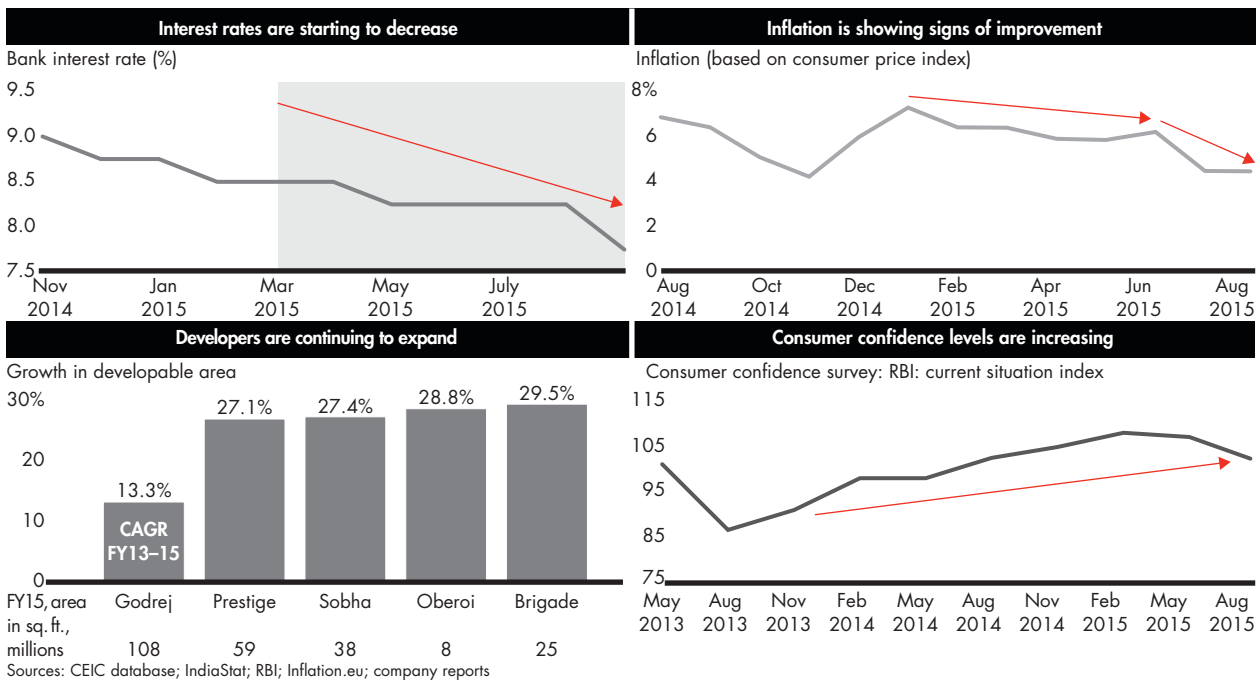 Interest rates are starting to decrease
Bank interest rate (%)
9.5
9.0
8.5
8.0
7.5
Nov Jan Mar May July
2014 2015 2015 2015 2015
Inflation is showing signs of improvement
Inflation (based on consumer price index)
8%
6
4
2
0
Aug Oct Dec Feb Apr Jun Aug
2014 2014 2014 2015 2015 2015 2015
Developers are continuing to expand
Growth in developable area
30%
20
10
0
13.3% 27.1% 27.4% 28.8% 29.5%
CAGR
FY13–15
FY15, area Godrej Prestige Sobha Oberoi Brigade
in sq. ft.,
millions 108 59 38 8 25
Consumer confidence levels are increasing
Consumer confidence survey: RBI: current situation index
115
105
95
85
75
May Aug Nov Feb May Aug Nov Feb May Aug
2013 2013 2013 2014 2014 2014 2014 2015 2015 2015
Sources: CEIC database; IndiaStat; RBI; Inflation.eu; company reports